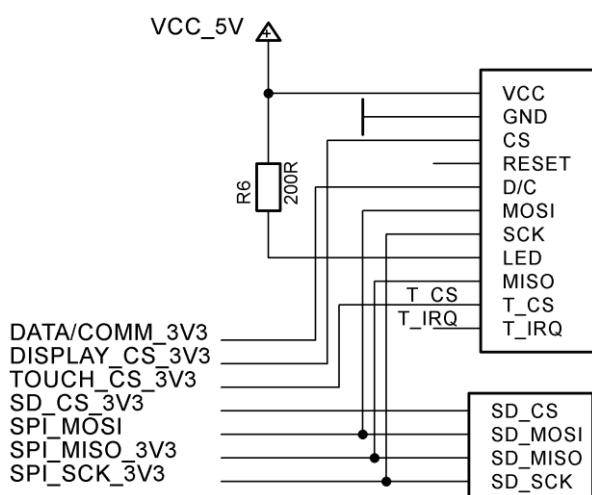 VCC_5V
+
VCC
GND
CS
RESET
D/C
MOSI
SCK
LED
MISO
T_CS
T_IRQ
R6
200R
T_CS
T_IRQ
DATA/COMM_3V3
DISPLAY_CS_3V3
TOUCH_CS_3V3
SD_CS_3V3
SPI_MOSI
SPI_MISO_3V3
SPI_SCK_3V3
SD_CS
SD_MOSI
SD_MISO
SD_SCK